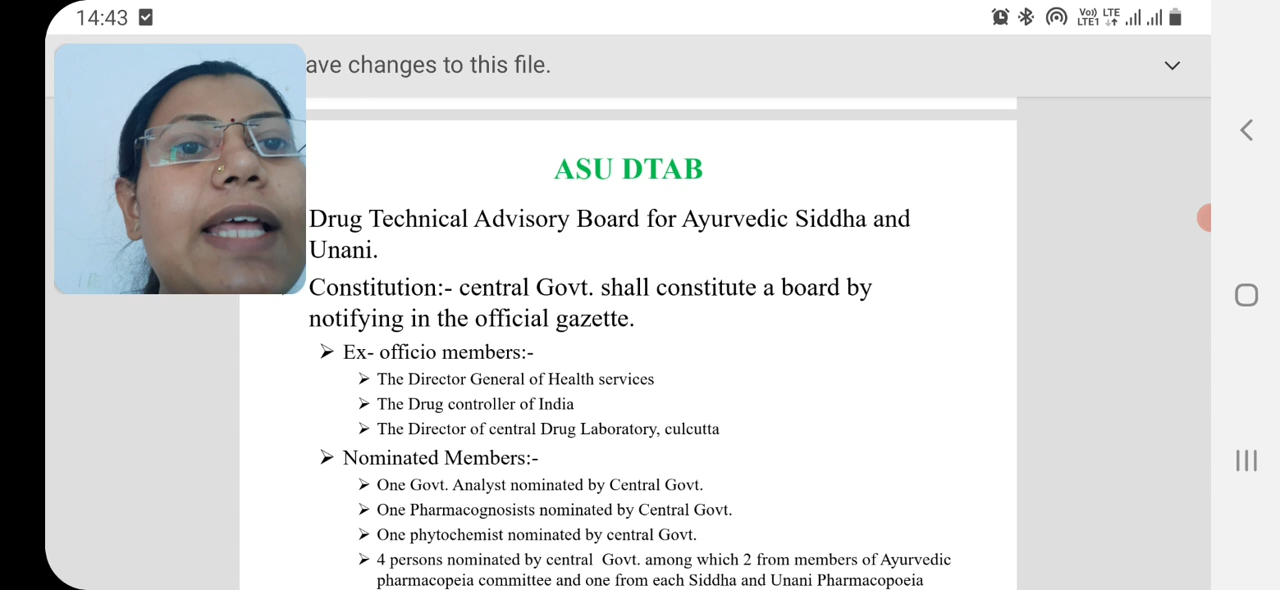 14:43
Vo)) LTE
LTE1
ave changes to this file.
ASU DTAB
Drug Technical Advisory Board for Ayurvedic Siddha and
Unani.
Constitution:- central Govt. shall constitute a board by
notifying in the official gazette.
Ex- officio members:-
The Director General of Health services
The Drug controller of India
The Director of central Drug Laboratory, culcutta
Nominated Members:-
One Govt. Analyst nominated by Central Govt.
One Pharmacognosists nominated by Central Govt.
One phytochemist nominated by central Govt.
4 persons nominated by central Govt. among which 2 from members of Ayurvedic
pharmacopeia committee and one from each Siddha and Unani Pharmacopoeia